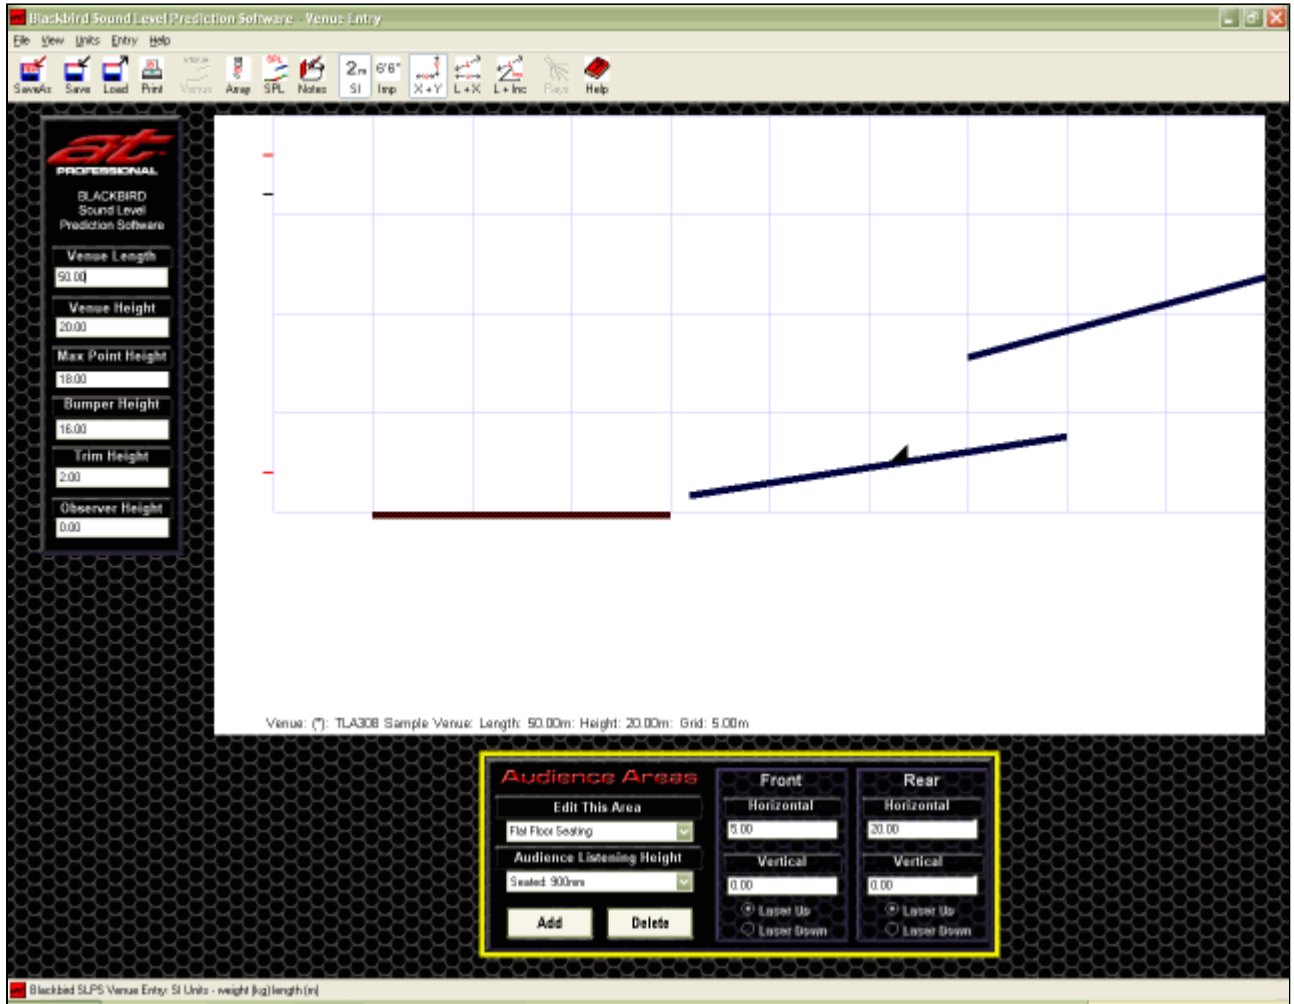 Blackbird Sound Level Prediction Software - Venue Entry
File View Units Entry Help
2m 6'6"
SaveAs Save Load Print Venue Array SPL Notes SI Imp X+Y L+X L+Inc Rays Help
at
PROFESSIONAL
BLACKBIRD
Sound Level
Prediction Software
Venue Length
50.00
Venue Height
20.00
Max Point Height
18.00
Bumper Height
16.00
Trim Height
2.00
Observer Height
0.00
Venue: (*): TLA308 Sample Venue: Length: 50.00m: Height: 20.00m: Grid: 5.00m
Audience Areas
Edit This Area
Flat Floor Seating
Audience Listening Height
Seated: 900mm
Add Delete
Front
Horizontal
5.00
Vertical
0.00
Laser Up
Laser Down
Rear
Horizontal
20.00
Vertical
0.00
Laser Up
Laser Down
Blackbird SLPS Venue Entry: SI Units - weight (kg) length (m)